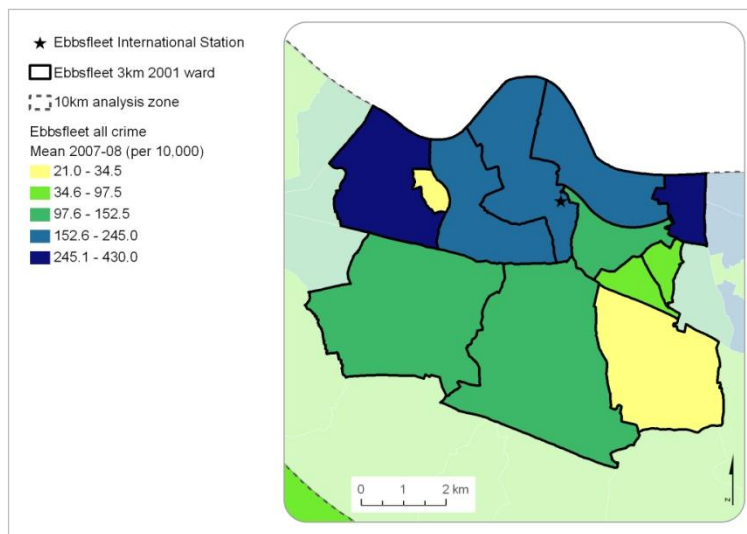 Ebbsfleet International Station
Ebbsfleet 3km 2001 ward
10km analysis zone
Ebbsfleet all crime
Mean 2007-08 (per 10,000)
21.0 - 34.5
34.6 - 97.5
97.6 - 152.5
152.6 - 245.0
245.1 - 430.0
0 1 2 km
N